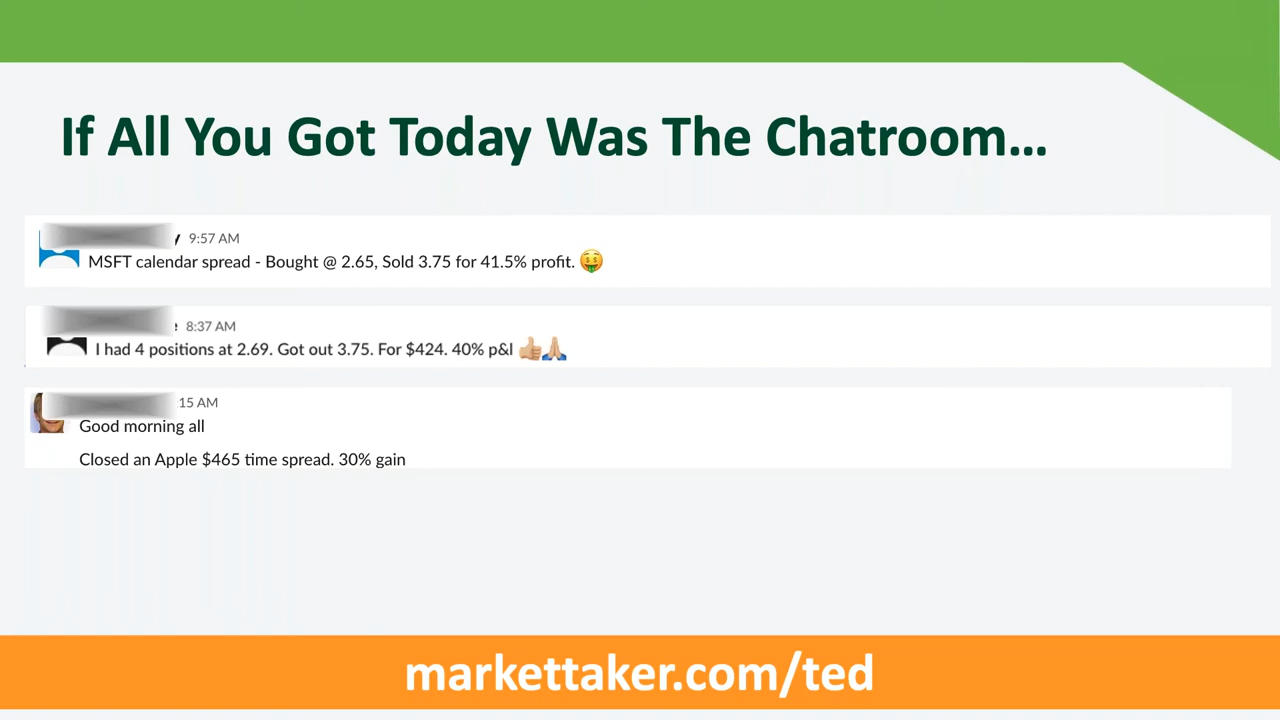 If All You Got Today Was The Chatroom...
y 9:57 AM
MSFT calendar spread - Bought @ 2.65, Sold 3.75 for 41.5% profit. 🤑
e 8:37 AM
I had 4 positions at 2.69. Got out 3.75. For $424. 40% p&l 👍🏼🙏🏼
15 AM
Good morning all
Closed an Apple $465 time spread. 30% gain
markettaker.com/ted